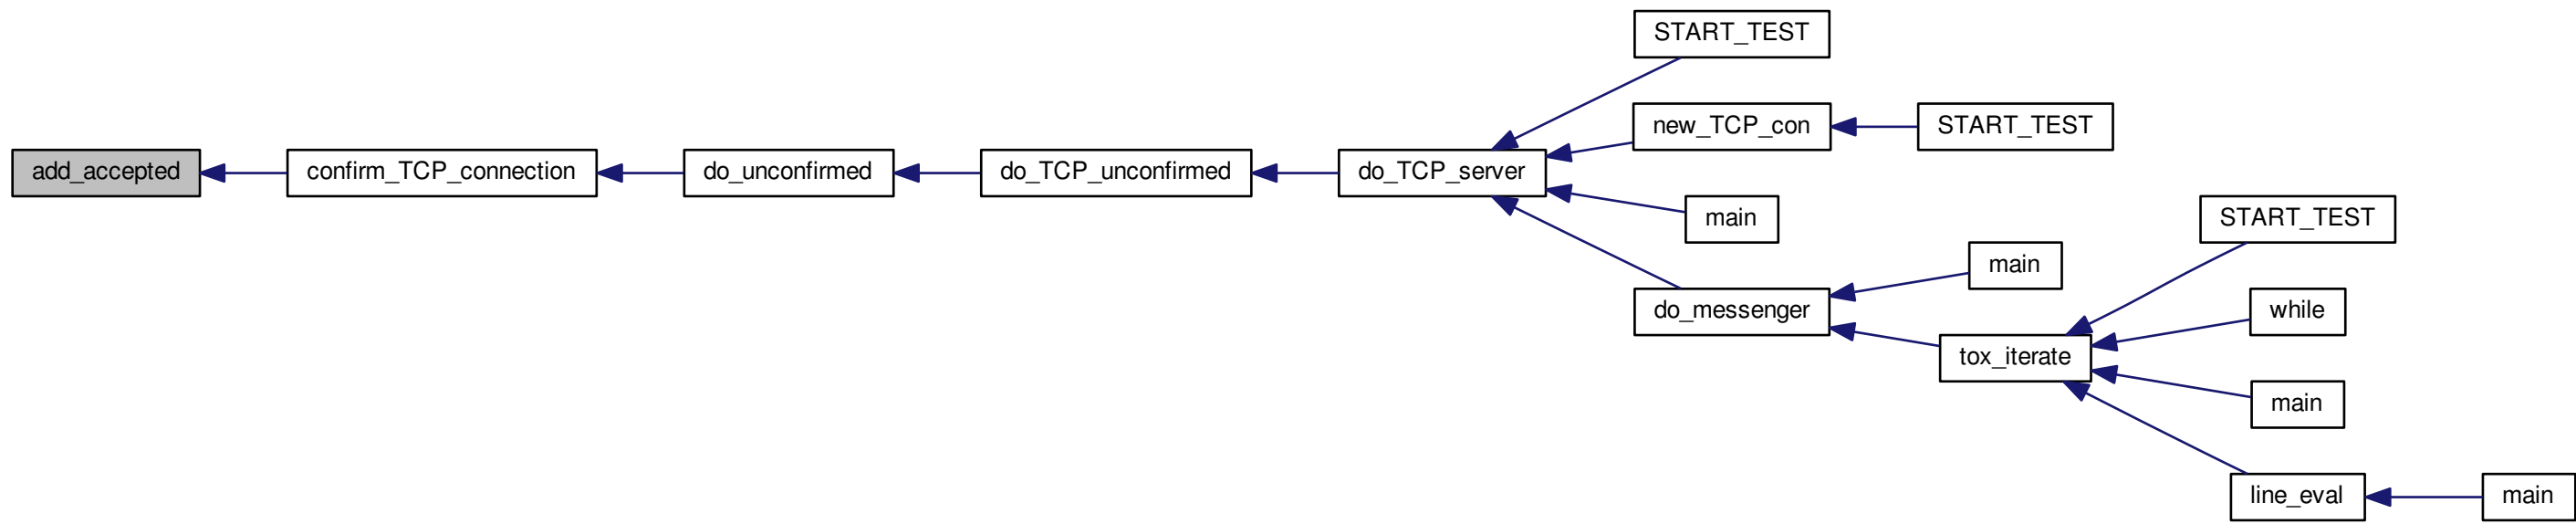 START_TEST
new_TCP_con
START_TEST
add_accepted
confirm_TCP_connection
do_unconfirmed
do_TCP_unconfirmed
do_TCP_server
main
START_TEST
main
do_messenger
while
tox_iterate
main
line_eval
main